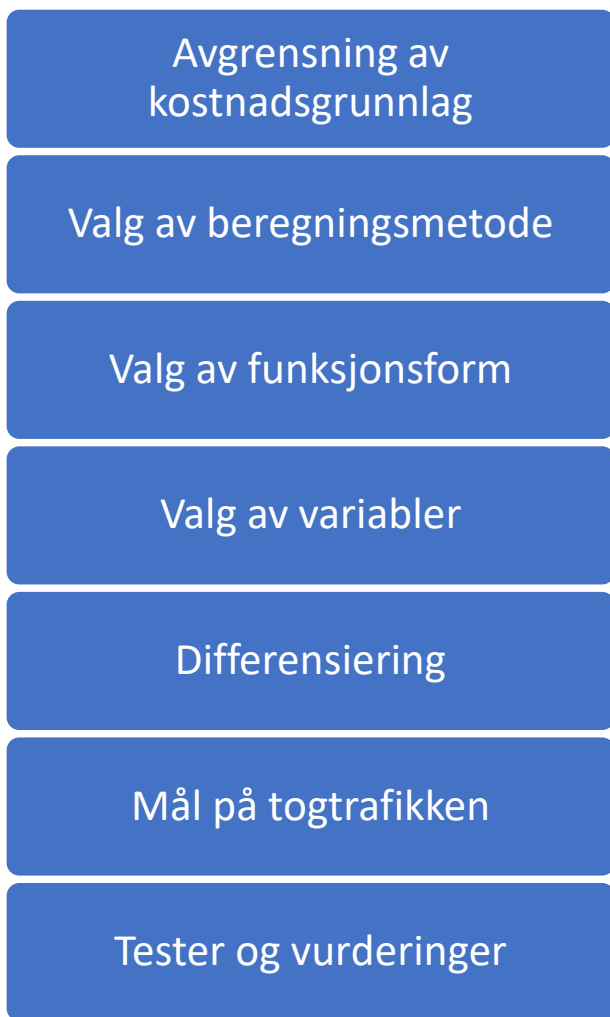 Avgrensning av
kostnadsgrunnlag
Valg av beregningsmetode
Valg av funksjonsform
Valg av variabler
Differensiering
Mål på togtrafikken
Tester og vurderinger